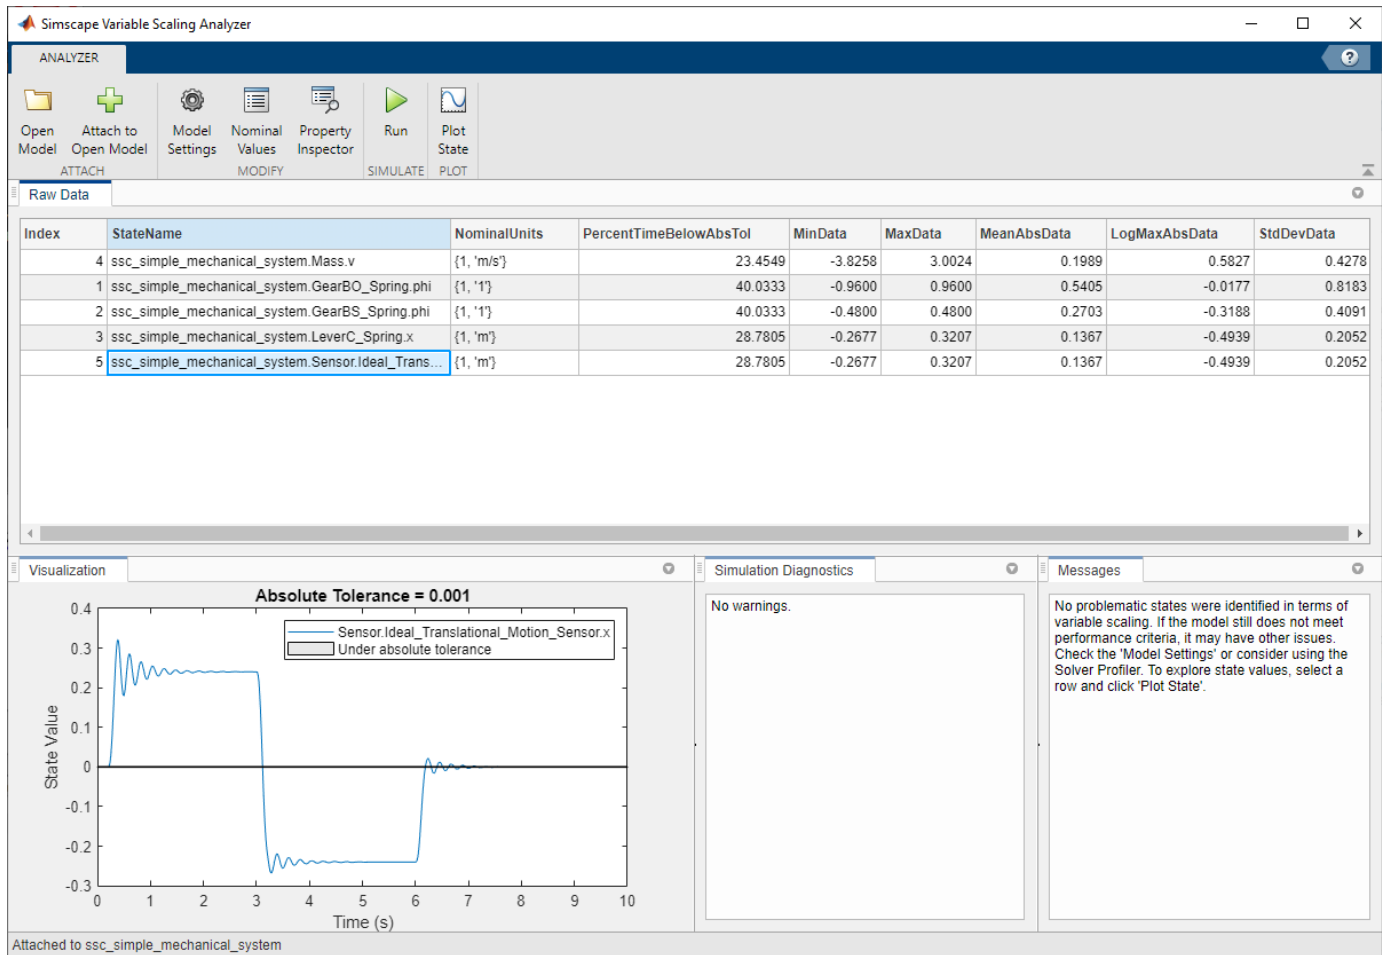 Simscape Variable Scaling Analyzer
ANALYZER
?
Open Model
Attach to Open Model
Model Settings
Nominal Values
Property Inspector
Run
Plot State
ATTACH
MODIFY
SIMULATE
PLOT
Raw Data
Index StateName NominalUnits PercentTimeBelowAbsTol MinData MaxData MeanAbsData LogMaxAbsData StdDevData
4 ssc_simple_mechanical_system.Mass.v {1, 'm/s'} 23.4549 -3.8258 3.0024 0.1989 0.5827 0.4278
1 ssc_simple_mechanical_system.GearBO_Spring.phi {1, '1'} 40.0333 -0.9600 0.9600 0.5405 -0.0177 0.8183
2 ssc_simple_mechanical_system.GearBS_Spring.phi {1, '1'} 40.0333 -0.4800 0.4800 0.2703 -0.3188 0.4091
3 ssc_simple_mechanical_system.LeverC_Spring.x {1, 'm'} 28.7805 -0.2677 0.3207 0.1367 -0.4939 0.2052
5 ssc_simple_mechanical_system.Sensor.Ideal_Trans... {1, 'm'} 28.7805 -0.2677 0.3207 0.1367 -0.4939 0.2052
Visualization
Absolute Tolerance = 0.001
Sensor.Ideal_Translational_Motion_Sensor.x
Under absolute tolerance
State Value
0.4
0.3
0.2
0.1
0
-0.1
-0.2
-0.3
0 1 2 3 4 5 6 7 8 9 10
Time (s)
Simulation Diagnostics
No warnings.
Messages
No problematic states were identified in terms of
variable scaling. If the model still does not meet
performance criteria, it may have other issues.
Check the 'Model Settings' or consider using the
Solver Profiler. To explore state values, select a
row and click 'Plot State'.
Attached to ssc_simple_mechanical_system